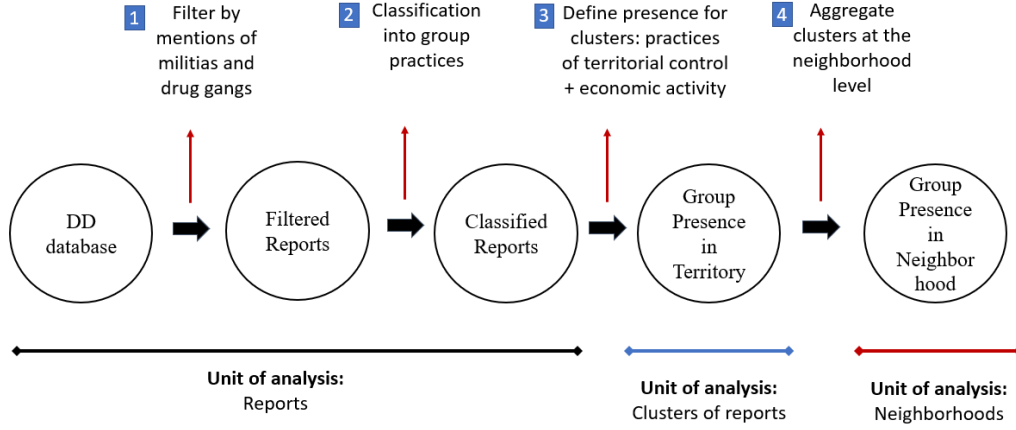 1
Filter by
mentions of
militias and
drug gangs
2
Classification
into group
practices
3
Define presence for
clusters: practices
of territorial control
+ economic activity
4
Aggregate
clusters at the
neighborhood
level
DD
database
Filtered
Reports
Classified
Reports
Group
Presence
in
Territory
Group
Presence
in
Neighbor
hood
Unit of analysis:
Reports
Unit of analysis:
Clusters of reports
Unit of analysis:
Neighborhoods